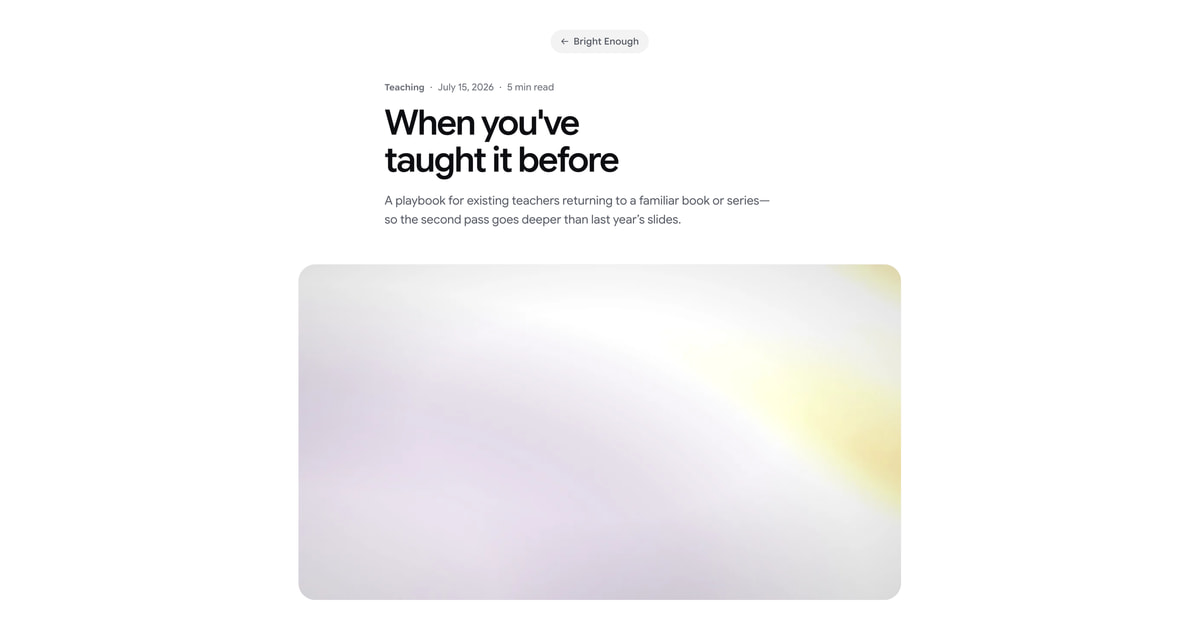 ← Bright Enough
Teaching · July 15, 2026 · 5 min read
When you've
taught it before
A playbook for existing teachers returning to a familiar book or series—
so the second pass goes deeper than last year’s slides.